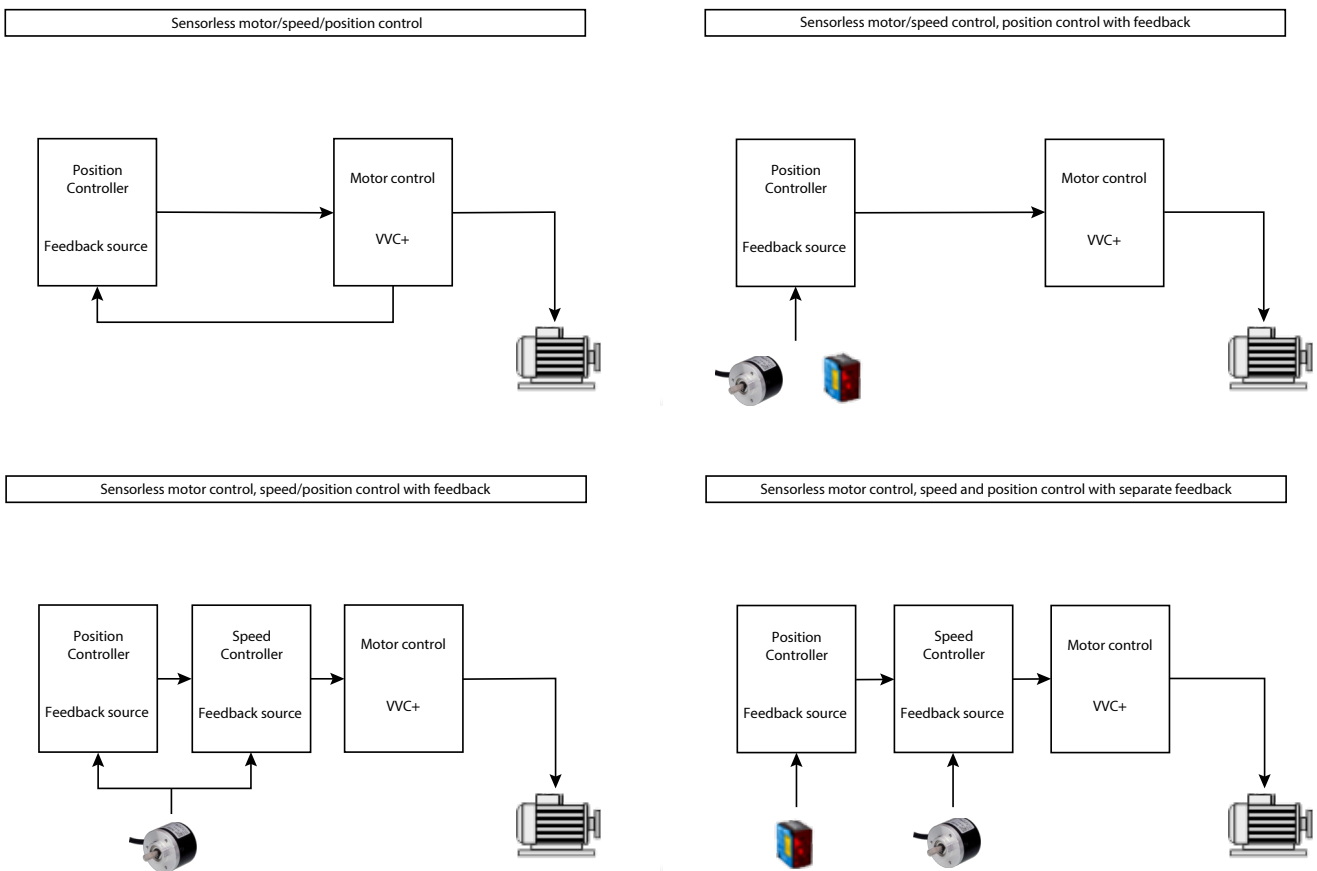 Sensorless motor/speed/position control
Position
Controller
Feedback source
Motor control
VVC+
Sensorless motor/speed control, position control with feedback
Position
Controller
Feedback source
Motor control
VVC+
Sensorless motor control, speed/position control with feedback
Position
Controller
Feedback source
Speed
Controller
Feedback source
Motor control
VVC+
Sensorless motor control, speed and position control with separate feedback
Position
Controller
Feedback source
Speed
Controller
Feedback source
Motor control
VVC+